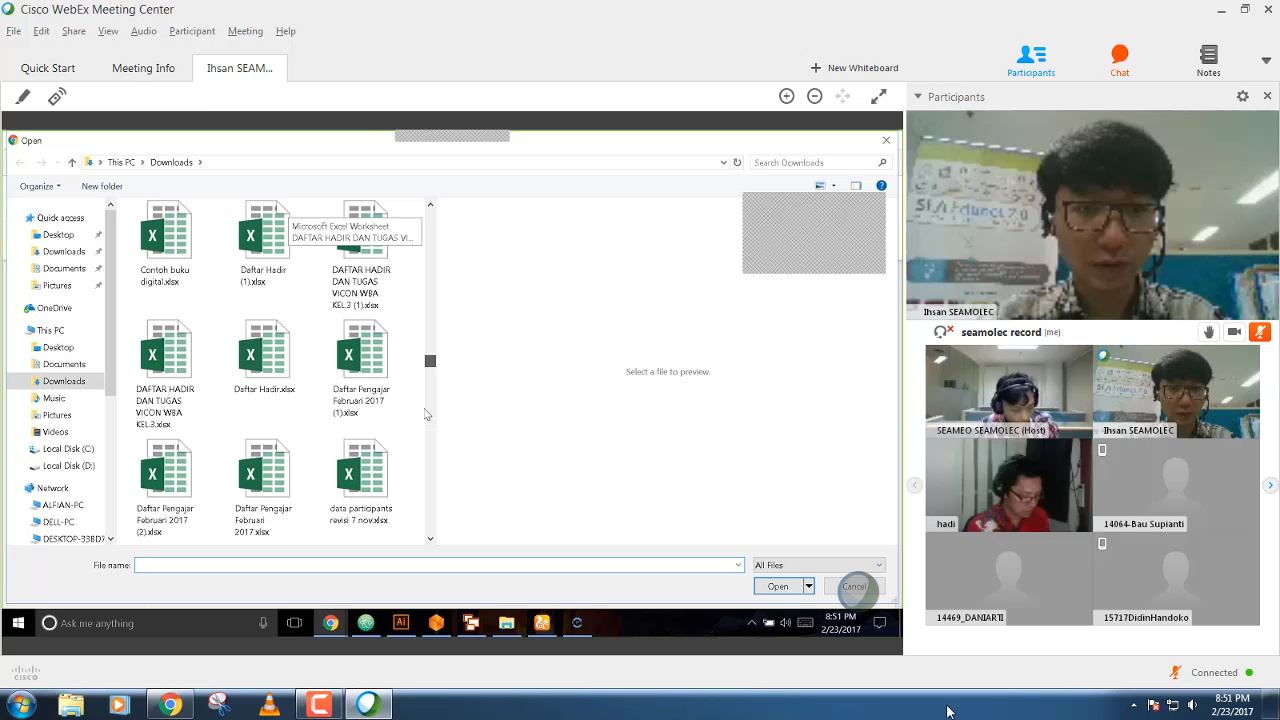 Cisco WebEx Meeting Center
File Edit Share View Audio Participant Meeting Help
Quick Start Meeting Info Ihsan SEAM...
New Whiteboard
Participants Chat Notes
Participants
Open
This PC Downloads
Search Downloads
Organize New folder
Quick access
Desktop
Downloads
Documents
Pictures
OneDrive
This PC
Desktop
Documents
Downloads
Music
Pictures
Videos
Local Disk (C:)
Local Disk (D:)
Network
ALFIAN-PC
DELL-PC
DESKTOP-33BD7
Microsoft Excel Worksheet
DAFTAR HADIR DAN TUGAS VI...
Contoh buku
digital.xlsx
Daftar Hadir
(1).xlsx
DAFTAR HADIR
DAN TUGAS
VICON WBA
KEL.3 (1).xlsx
DAFTAR HADIR
DAN TUGAS
VICON WBA
KEL.3.xlsx
Daftar Hadir.xlsx
Daftar Pengajar
Februari 2017
(1).xlsx
Daftar Pengajar
Februari 2017
(2).xlsx
Daftar Pengajar
Februari
2017.xlsx
data participants
revisi 7 nov.xlsx
Select a file to preview.
File name:
All Files
Open Cancel
Ask me anything
8:51 PM
2/23/2017
Ihsan SEAMOLEC
seamolec record (me)
SEAMEO SEAMOLEC (Host)
Ihsan SEAMOLEC
hadi
14064-Bau Supianti
14469_DANIARTI
15717DidinHandoko
cisco
Connected
8:51 PM
2/23/2017